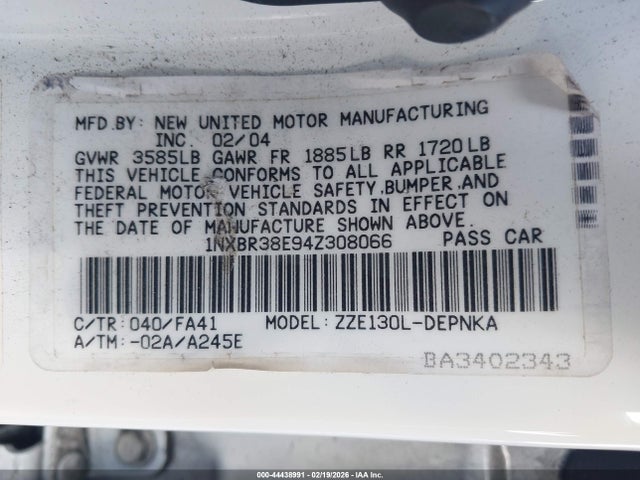 MFD.BY: NEW UNITED MOTOR MANUFACTURING
INC. 02/04
GVWR 3585LB GAWR FR 1885LB RR 1720LB
THIS VEHICLE CONFORMS TO ALL APPLICABLE
FEDERAL MOTOR VEHICLE SAFETY,BUMPER,AND
THEFT PREVENTION STANDARDS IN EFFECT ON
THE DATE OF MANUFACTURE SHOWN ABOVE.
1NXBR38E94Z308066 PASS CAR
C/TR: 040/FA41 MODEL: ZZE130L-DEPNKA
A/TM: -02A/A245E
BA3402343
000-44438991 - 02/19/2026 - IAA Inc.